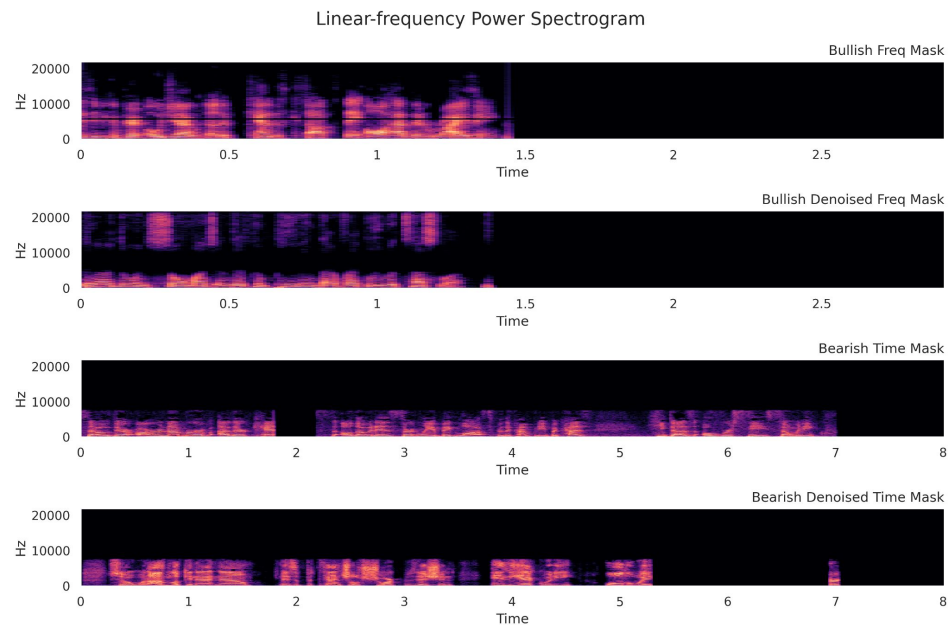 Linear-frequency Power Spectrogram
Bullish Freq Mask
20000
Hz
10000
0
0 0.5 1 1.5 2 2.5
Time
Bullish Denoised Freq Mask
20000
Hz
10000
0
0 0.5 1 1.5 2 2.5
Time
Bearish Time Mask
20000
Hz
10000
0
0 1 2 3 4 5 6 7 8
Time
Bearish Denoised Time Mask
20000
Hz
10000
0
0 1 2 3 4 5 6 7 8
Time